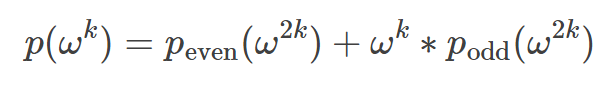 p(ω^k) = p_even(ω^{2k}) + ω^k * p_odd(ω^{2k})